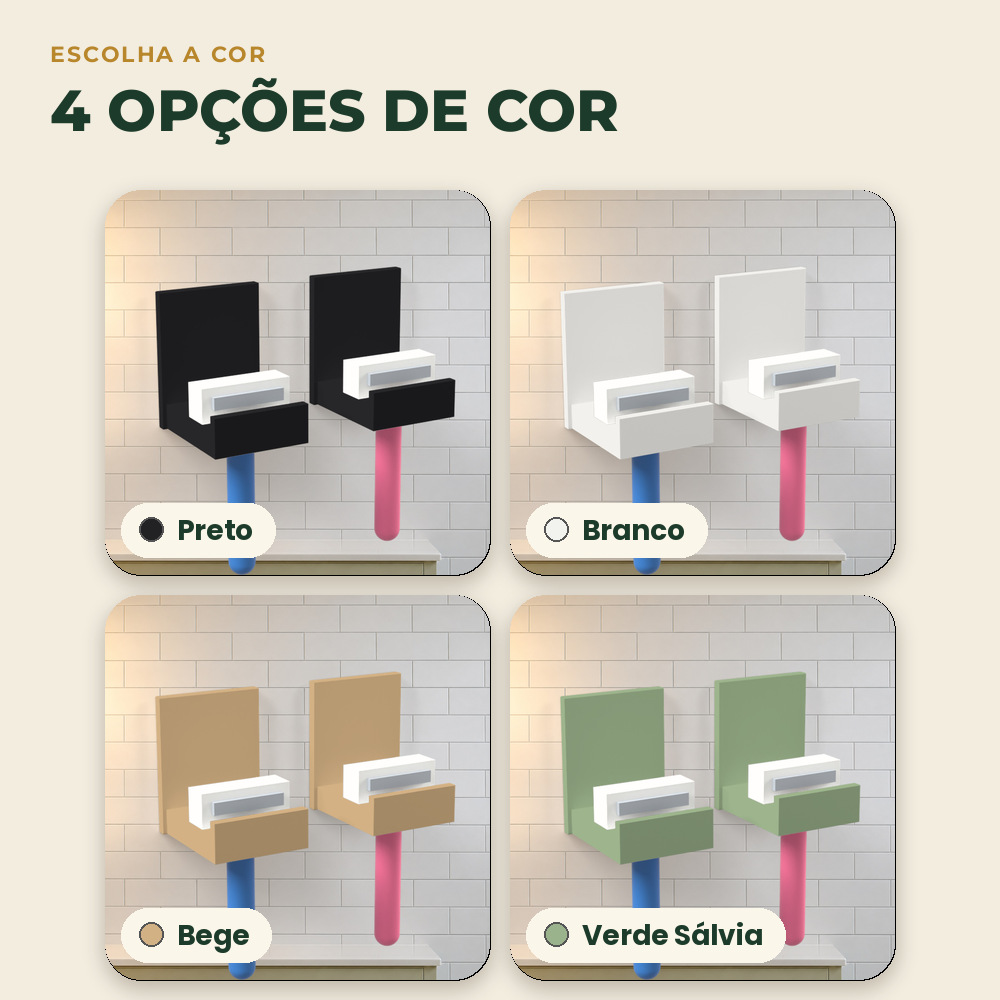 ESCOLHA A COR
4 OPÇÕES DE COR
Preto
Branco
Bege
Verde Sálvia